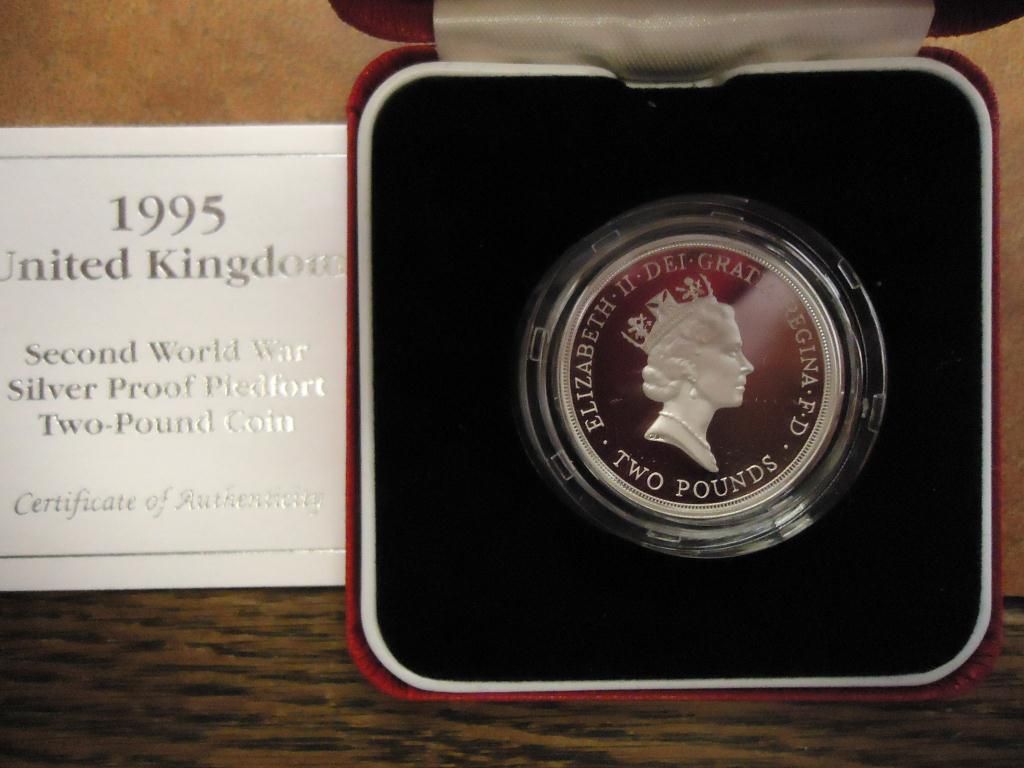 1995
United Kingdom
Second World War
Silver Proof Piedfort
Two-Pound Coin
Certificate of Authenticity
ELIZABETH·II·DEI·GRAT REGINA·F·D·
TWO POUNDS